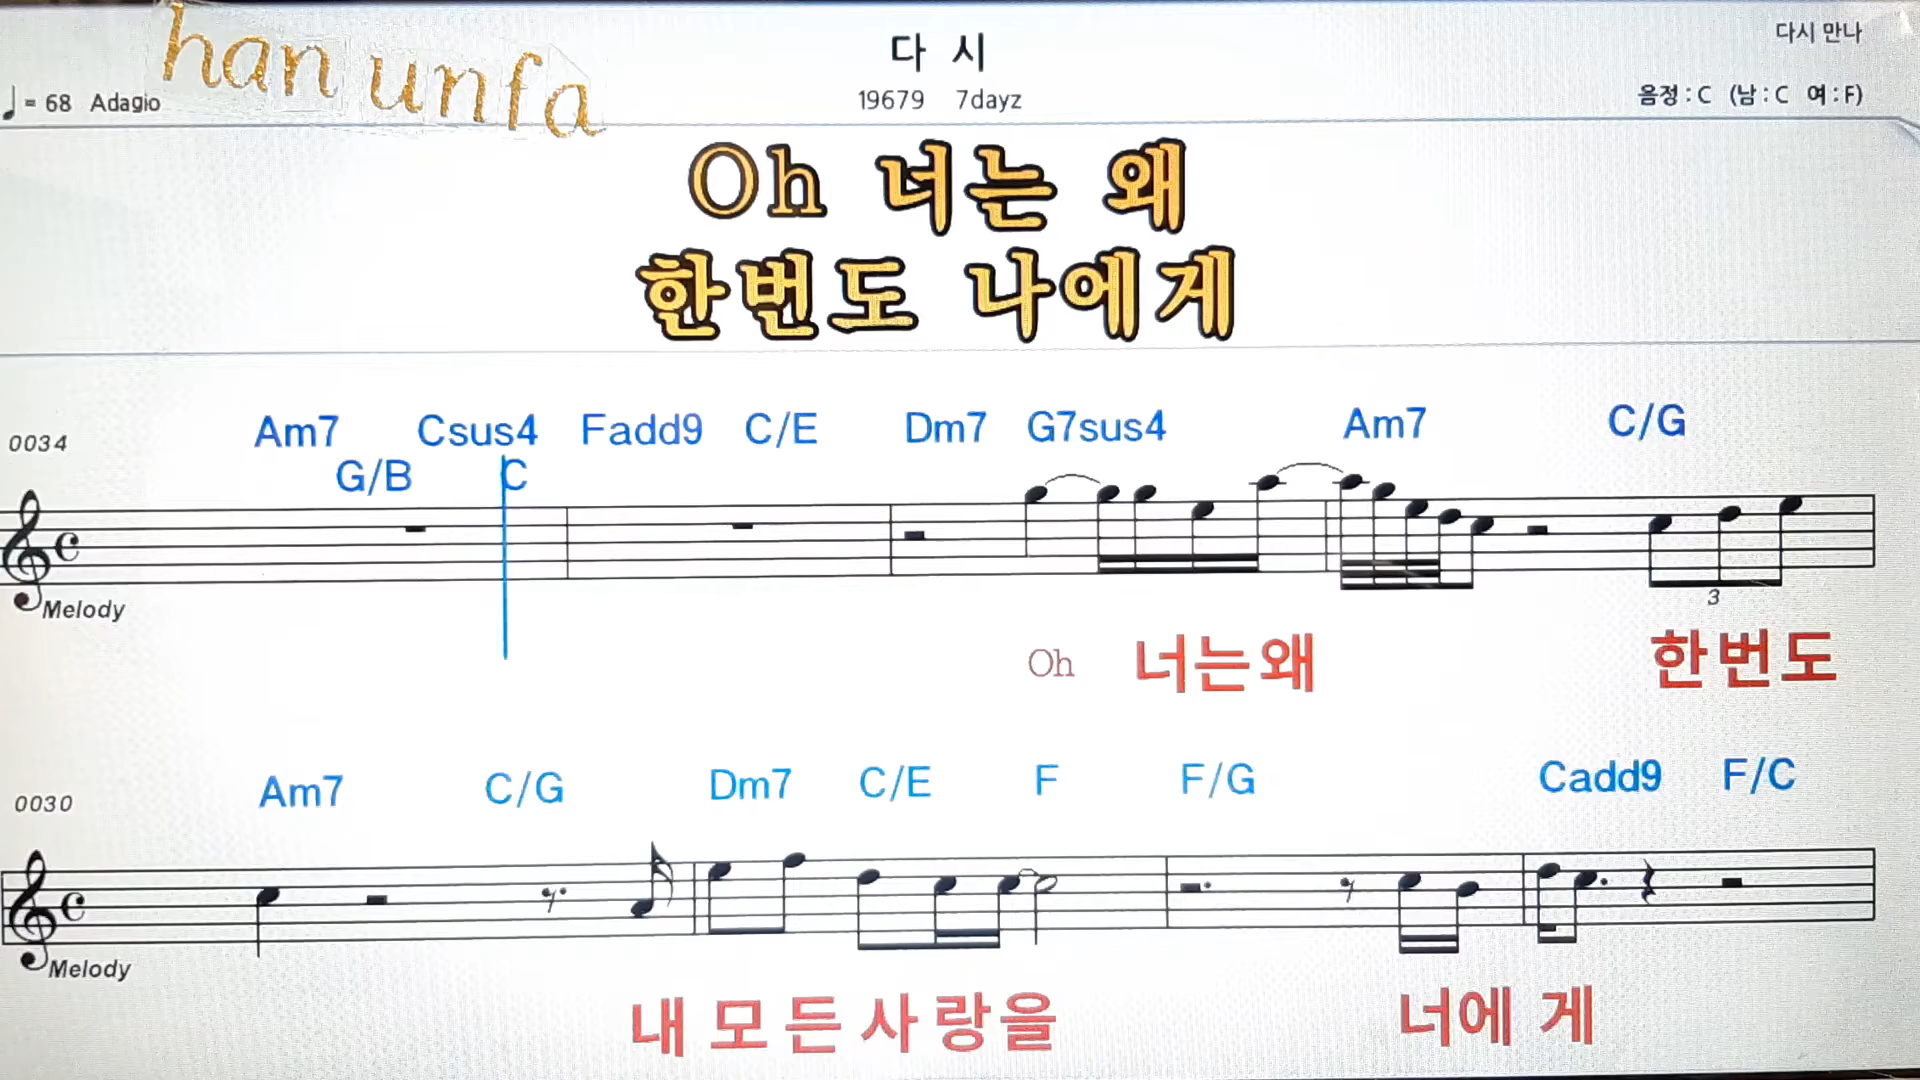 han unfa
다 시
다시 만나
♩= 68 Adagio
19679 7dayz
음정 : C (남 : C 여 : F)
Oh 너는 왜
한번도 나에게
0034
Am7 Csus4 Fadd9 C/E Dm7 G7sus4 Am7 C/G
G/B C
3
Melody
Oh 너는왜 한번도
0030
Am7 C/G Dm7 C/E F F/G Cadd9 F/C
Melody
내 모든사랑을 너에 게